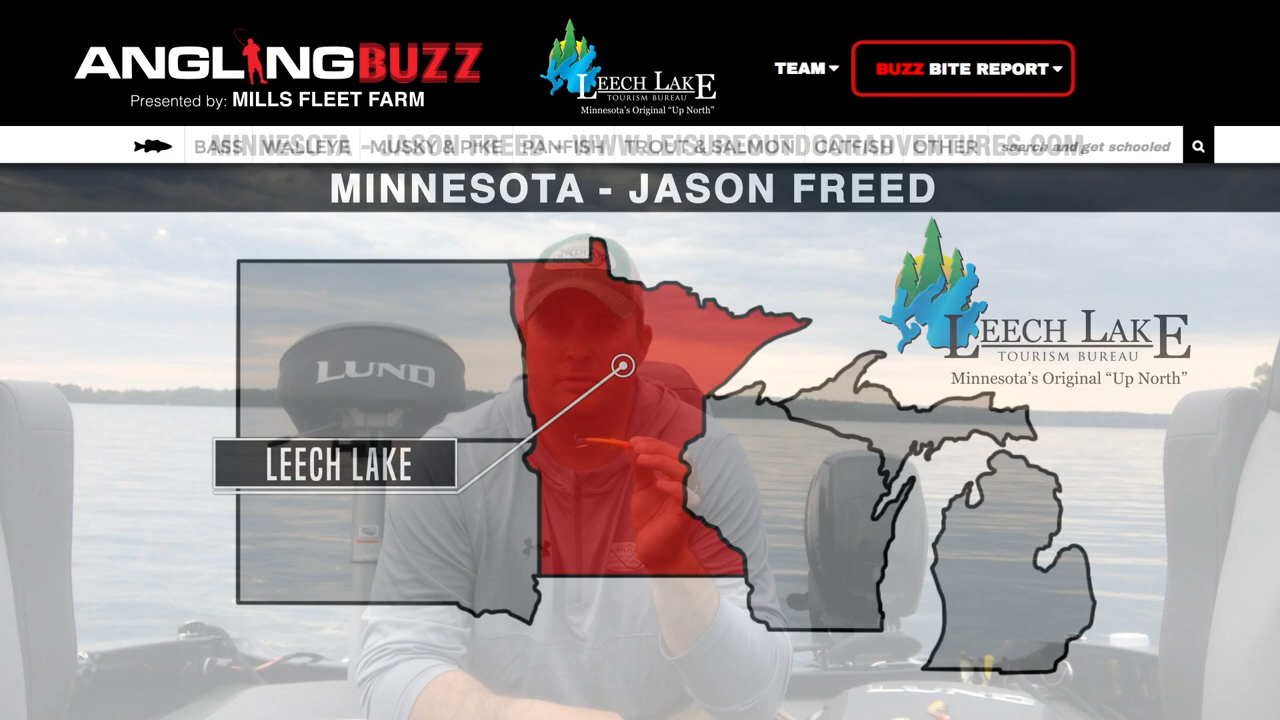 ANGLINGBUZZ
Presented by: MILLS FLEET FARM
LEECH LAKE
TOURISM BUREAU
Minnesota's Original "Up North"
TEAM
BUZZ BITE REPORT
MINNESOTA - JASON FREED - WWW.LEISUREOUTDOORADVENTURES.COM
BASS WALLEYE MUSKY & PIKE PANFISH TROUT & SALMON CATFISH OTHER search and get schooled
MINNESOTA - JASON FREED
LEECH LAKE
TOURISM BUREAU
Minnesota's Original "Up North"
LUND
LEECH LAKE